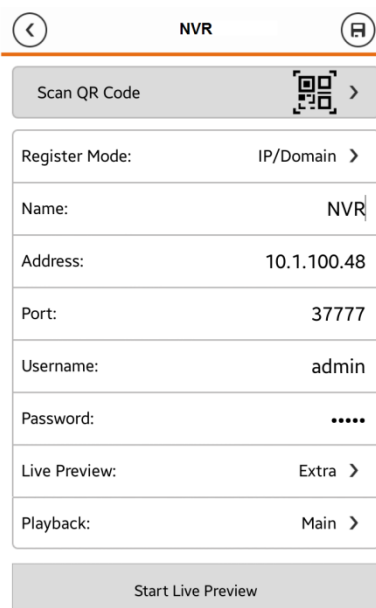 NVR
Scan QR Code
Register Mode: IP/Domain
Name: NVR
Address: 10.1.100.48
Port: 37777
Username: admin
Password: •••••
Live Preview: Extra
Playback: Main
Start Live Preview